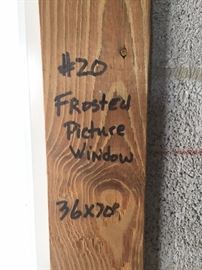 #20
FROSTED
Picture
WINDOW
36x70"